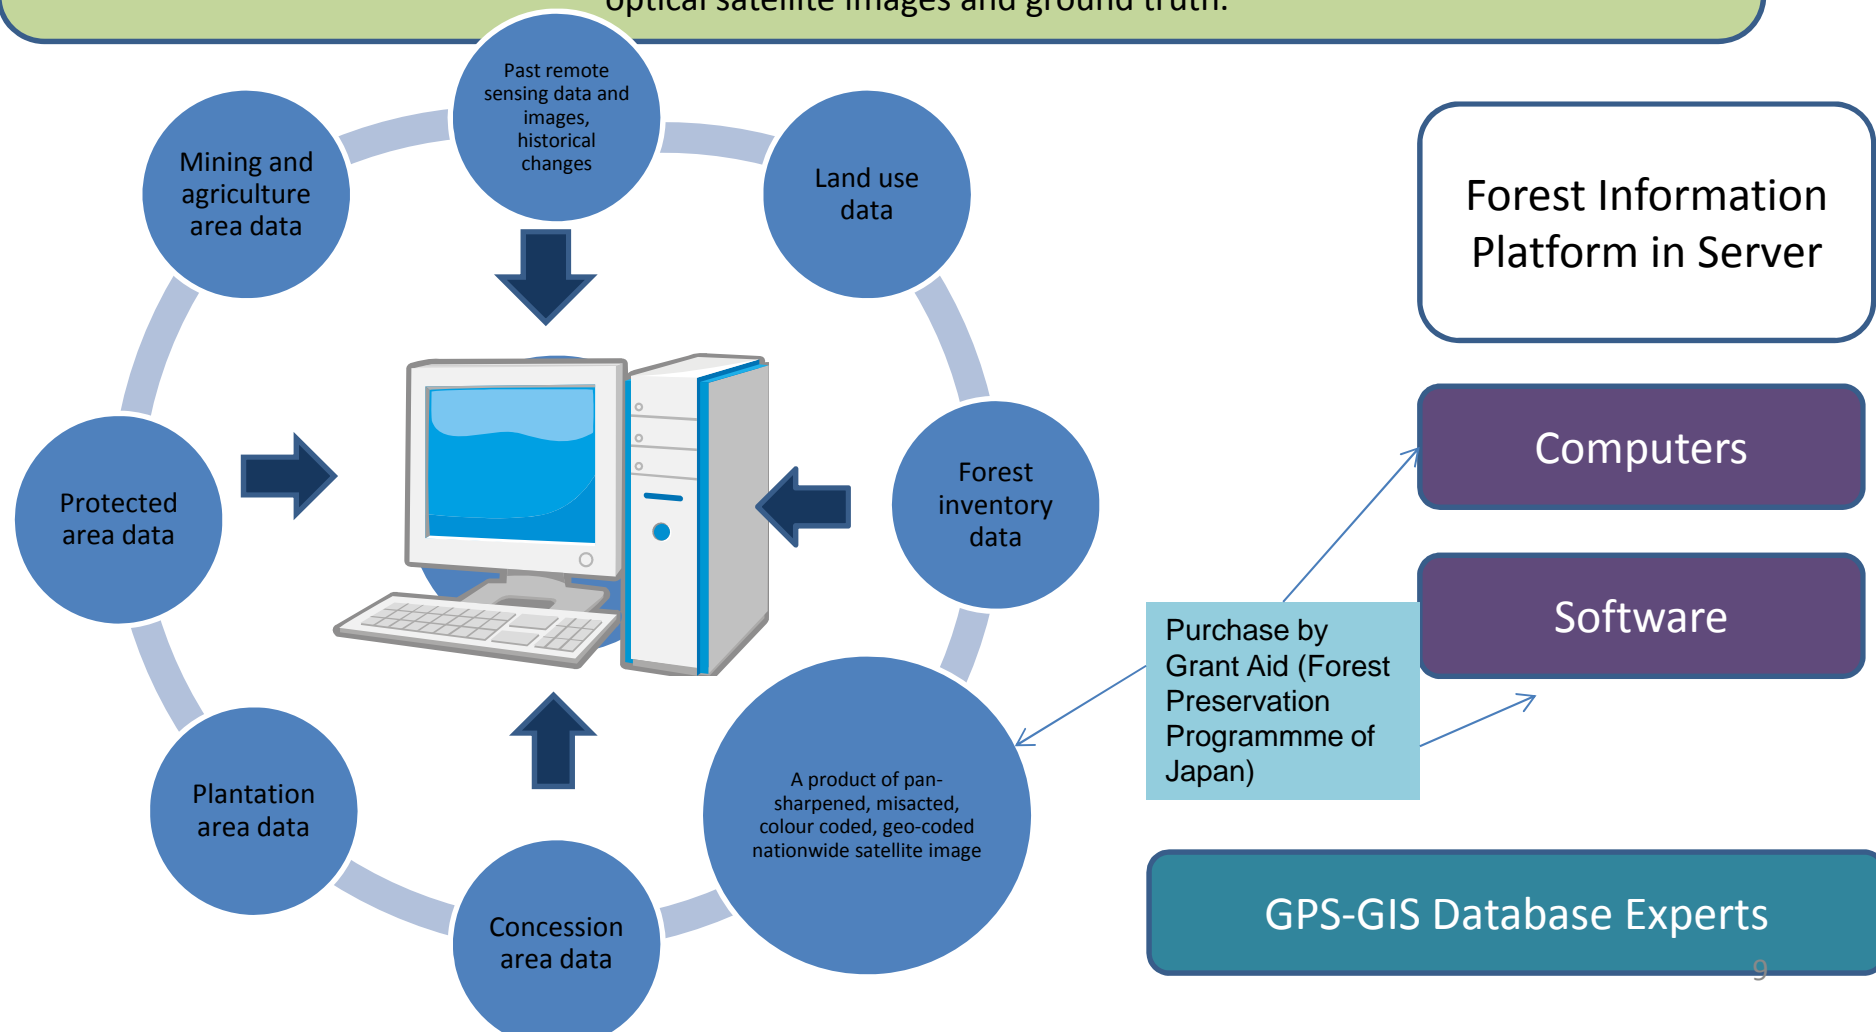 optical satellite images and ground truth.
Past remote
sensing data and
images,
historical
changes
Mining and
agriculture
area data
Land use
data
Forest Information
Platform in Server
Computers
Protected
area data
Forest
inventory
data
Software
Purchase by
Grant Aid (Forest
Preservation
Programmme of
Japan)
Plantation
area data
A product of pan-
sharpened, misacted,
colour coded, geo-coded
nationwide satellite image
Concession
area data
GPS-GIS Database Experts
9